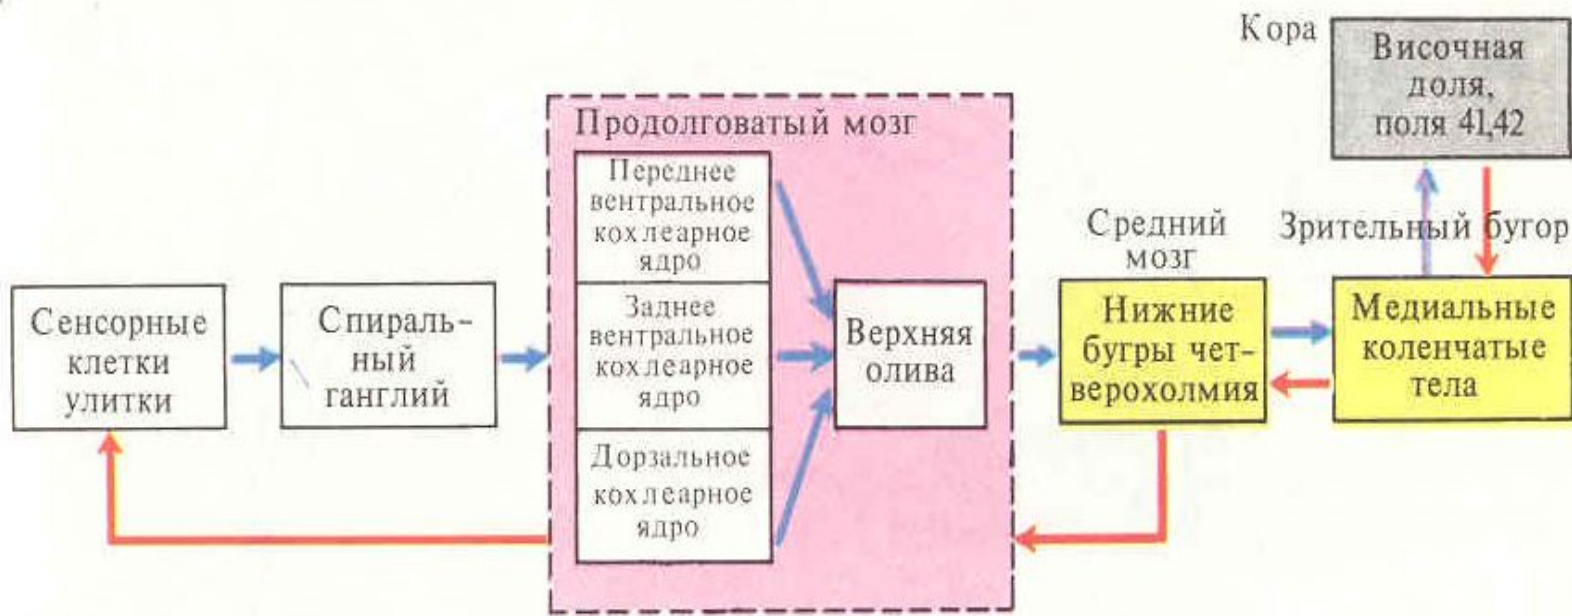 Сенсорные
клетки
улитки
Спираль-
ный
ганглий
Продолговатый мозг
Переднее
вентральное
кохлеарное
ядро
Заднее
вентральное
кохлеарное
ядро
Дорзальное
кохлеарное
ядро
Верхняя
олива
Средний
мозг
Нижние
бугры чет-
верохолмия
Зрительный бугор
Медиальные
коленчатые
тела
Кора
Височная
доля,
поля 41,42